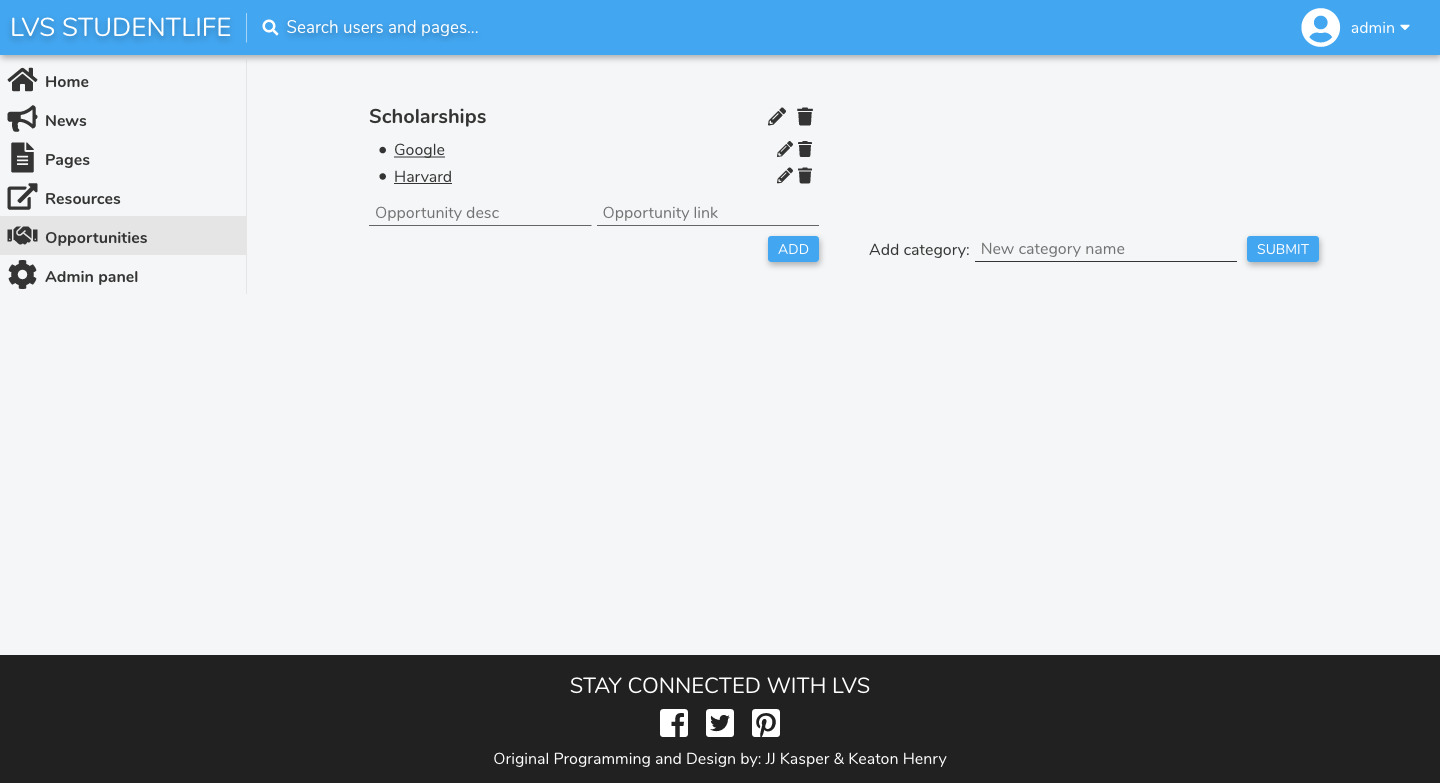 LVS STUDENTLIFE
Search users and pages...
admin
Home
News
Pages
Resources
Opportunities
Admin panel
Scholarships
Google
Harvard
Opportunity desc
Opportunity link
ADD
Add category:
New category name
SUBMIT
STAY CONNECTED WITH LVS
Original Programming and Design by: JJ Kasper & Keaton Henry